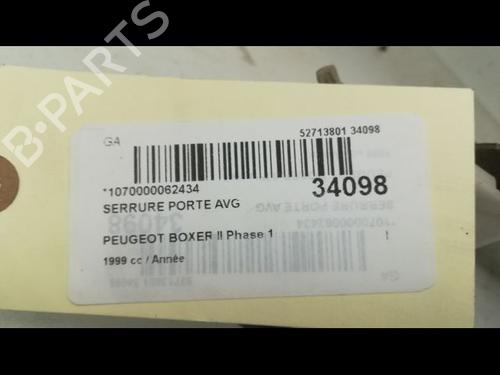 B-PARTS
GA
52713801 34098
*1070000062434
34098
SERRURE PORTE AVG
PEUGEOT BOXER II Phase 1
1999 cc / Année